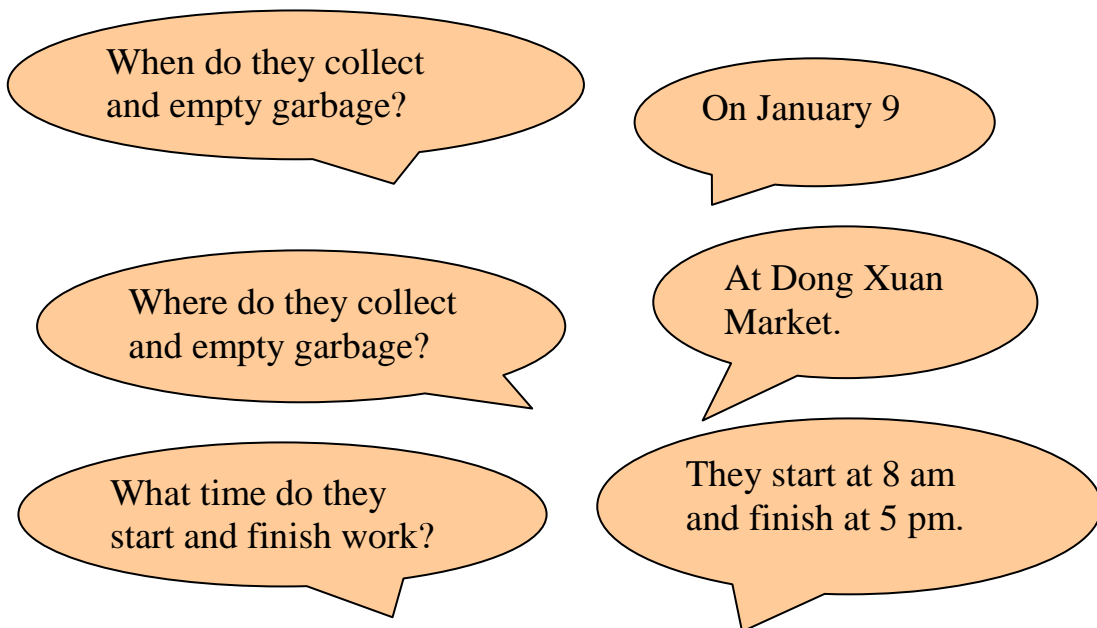 When do they collect
and empty garbage?
On January 9
Where do they collect
and empty garbage?
At Dong Xuan
Market.
What time do they
start and finish work?
They start at 8 am
and finish at 5 pm.